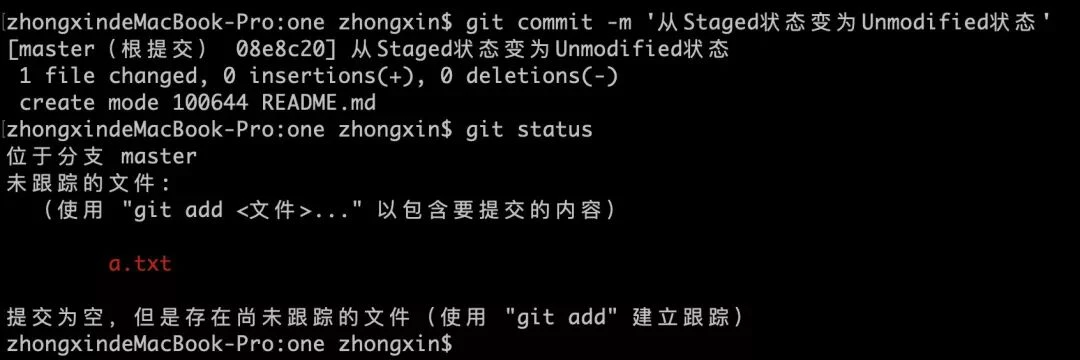 zhongxindeMacBook-Pro:one zhongxin$ git commit -m '从Staged状态变为Unmodified状态'
[master（根提交） 08e8c20] 从Staged状态变为Unmodified状态
 1 file changed, 0 insertions(+), 0 deletions(-)
 create mode 100644 README.md
zhongxindeMacBook-Pro:one zhongxin$ git status
位于分支 master
未跟踪的文件:
  （使用 "git add <文件>..." 以包含要提交的内容）
        a.txt
提交为空，但是存在尚未跟踪的文件（使用 "git add" 建立跟踪）
zhongxindeMacBook-Pro:one zhongxin$